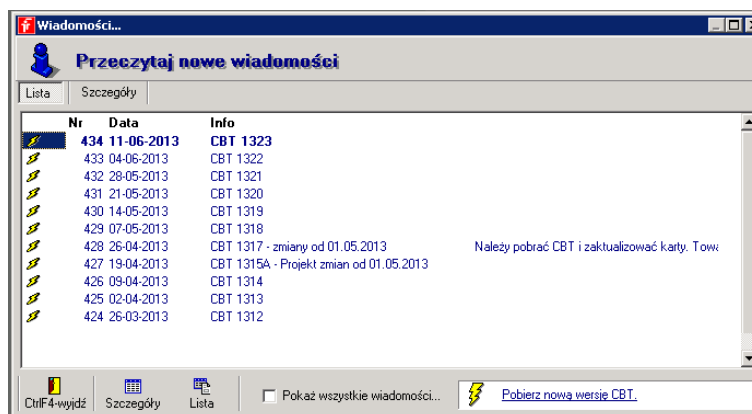 Wiadomości...
Przeczytaj nowe wiadomości
Lista Szczegóły
Nr Data Info
434 11-06-2013 CBT 1323
433 04-06-2013 CBT 1322
432 28-05-2013 CBT 1321
431 21-05-2013 CBT 1320
430 14-05-2013 CBT 1319
429 07-05-2013 CBT 1318
428 26-04-2013 CBT 1317 - zmiany od 01.05.2013 Należy pobrać CBT i zaktualizować karty. Towa
427 19-04-2013 CBT 1315A - Projekt zmian od 01.05.2013
426 09-04-2013 CBT 1314
425 02-04-2013 CBT 1313
424 26-03-2013 CBT 1312
CtrlF4-wyjdź Szczegóły Lista Pokaż wszystkie wiadomości... Pobierz nową wersję CBT.